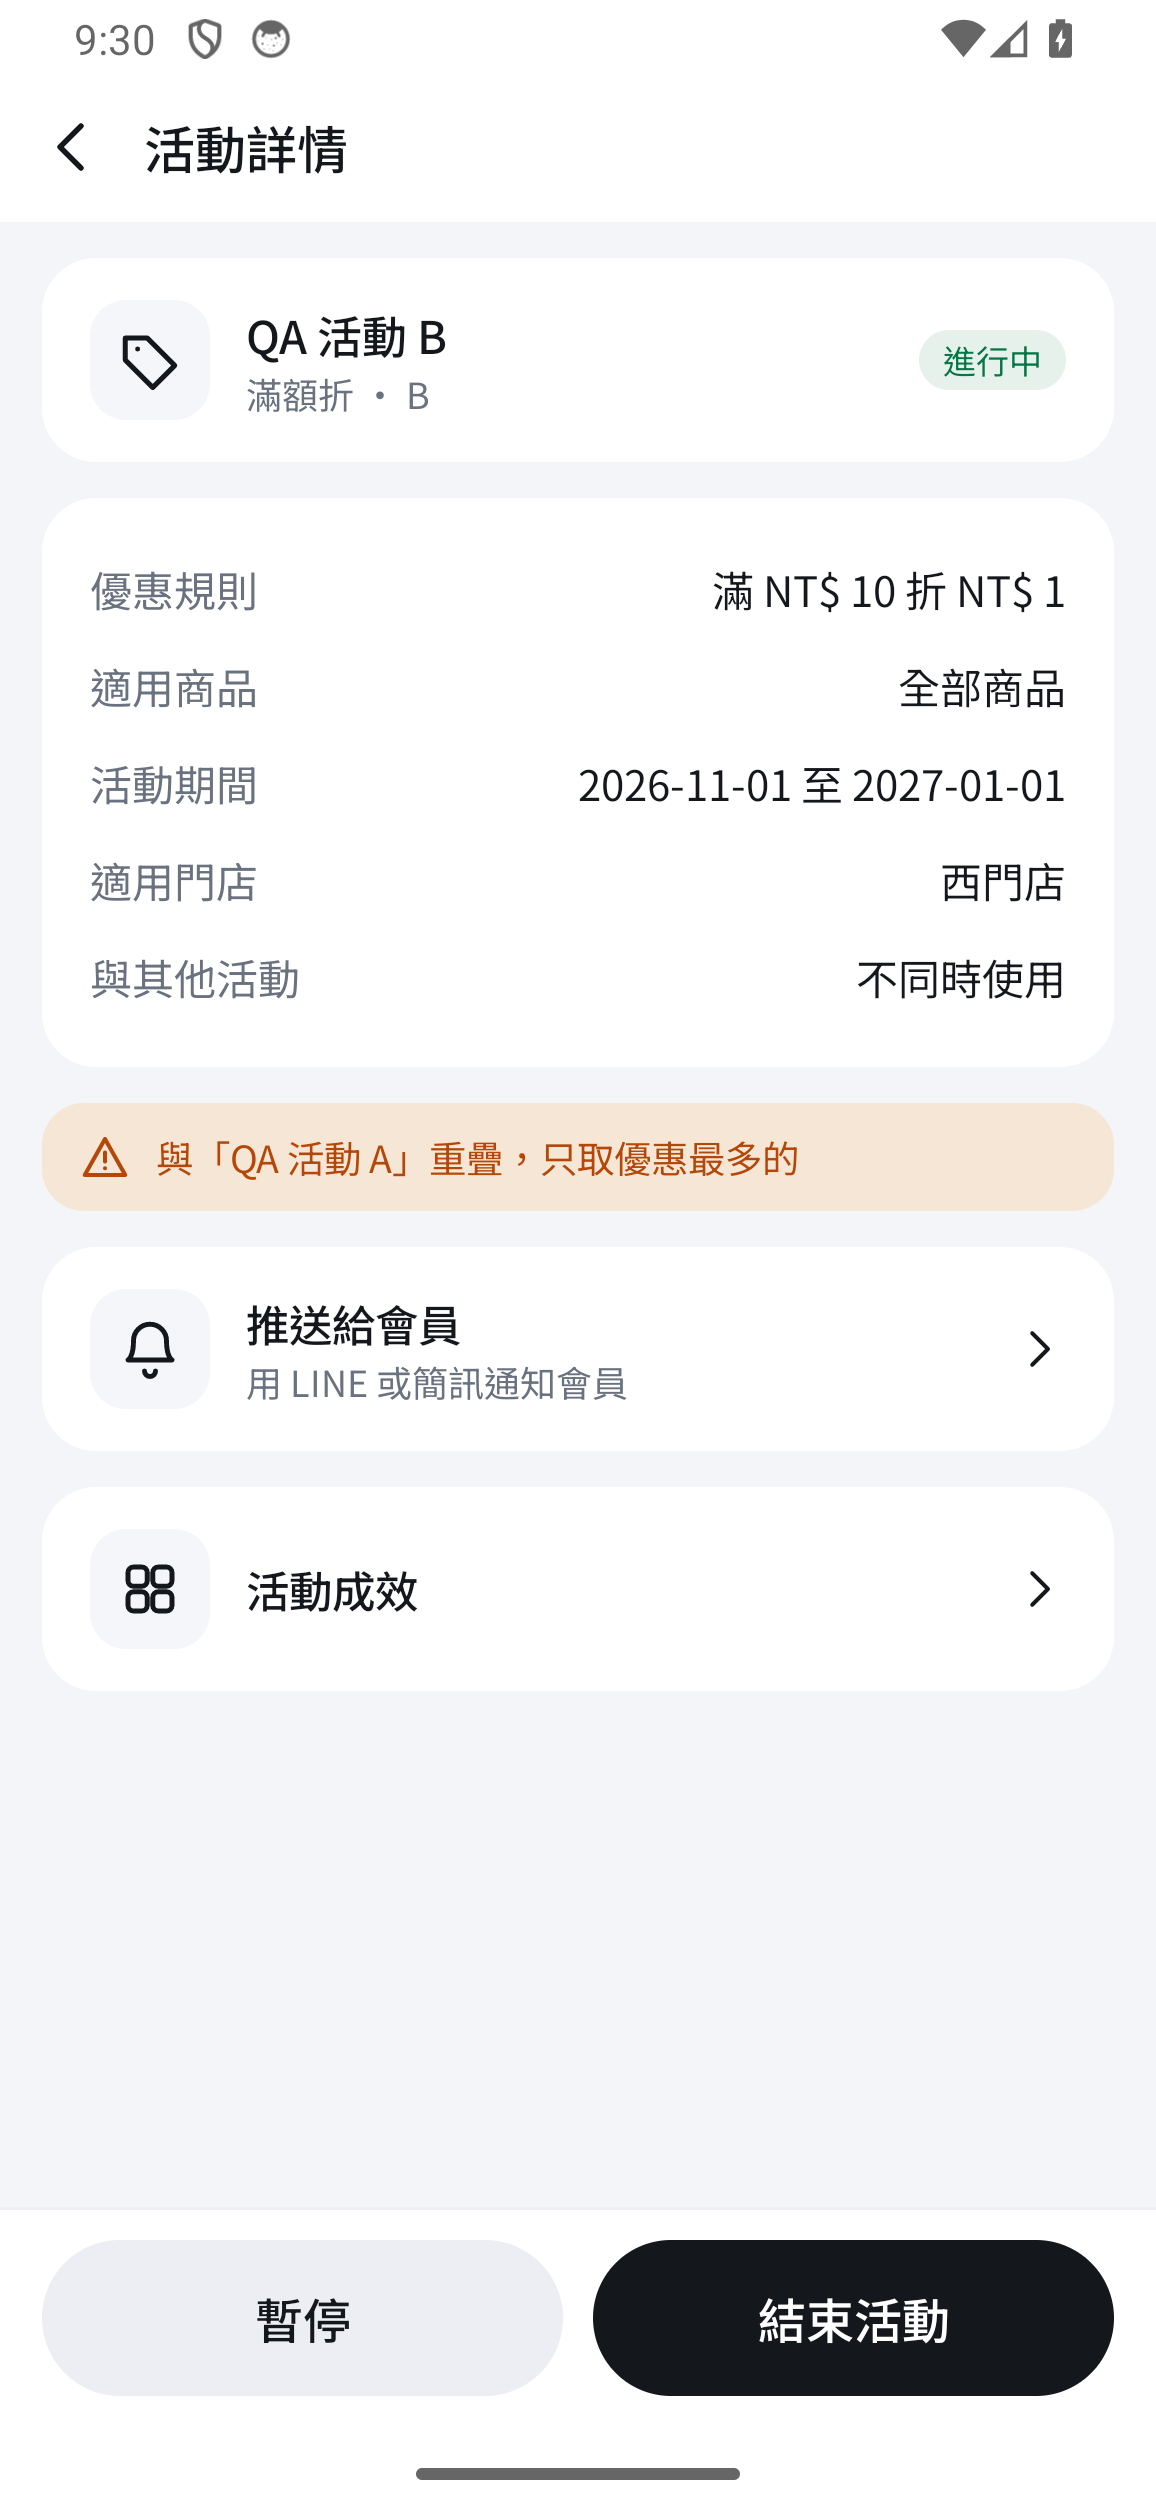 9:30
活動詳情
QA 活動 B
滿額折 · B
進行中
優惠規則
滿 NT$ 10 折 NT$ 1
適用商品
全部商品
活動期間
2026-11-01 至 2027-01-01
適用門店
西門店
與其他活動
不同時使用
與「QA 活動 A」重疊，只取優惠最多的
推送給會員
用 LINE 或簡訊通知會員
活動成效
暫停
結束活動